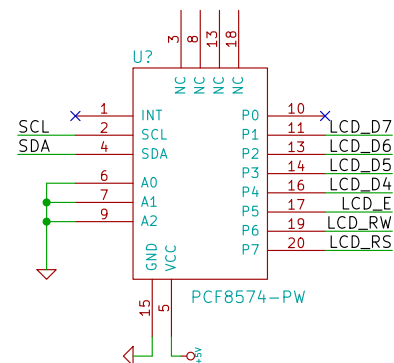 3 8 13 18
U?
NC NC NC NC
1 INT P0 10
SCL 2 SCL P1 11 LCD_D7
SDA 4 SDA P2 13 LCD_D6
P3 14 LCD_D5
6 A0 P4 16 LCD_D4
7 A1 P5 17 LCD_E
9 A2 P6 19 LCD_RW
P7 20 LCD_RS
GND VCC
15 5
PCF8574-PW
+5V